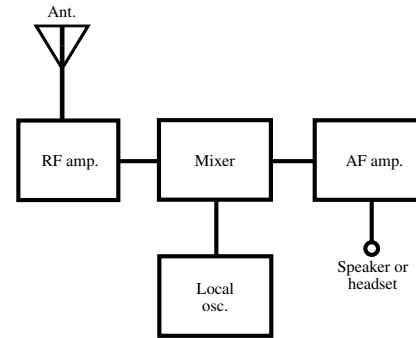 Ant.
RF amp.
Mixer
AF amp.
Local
osc.
Speaker or
headset